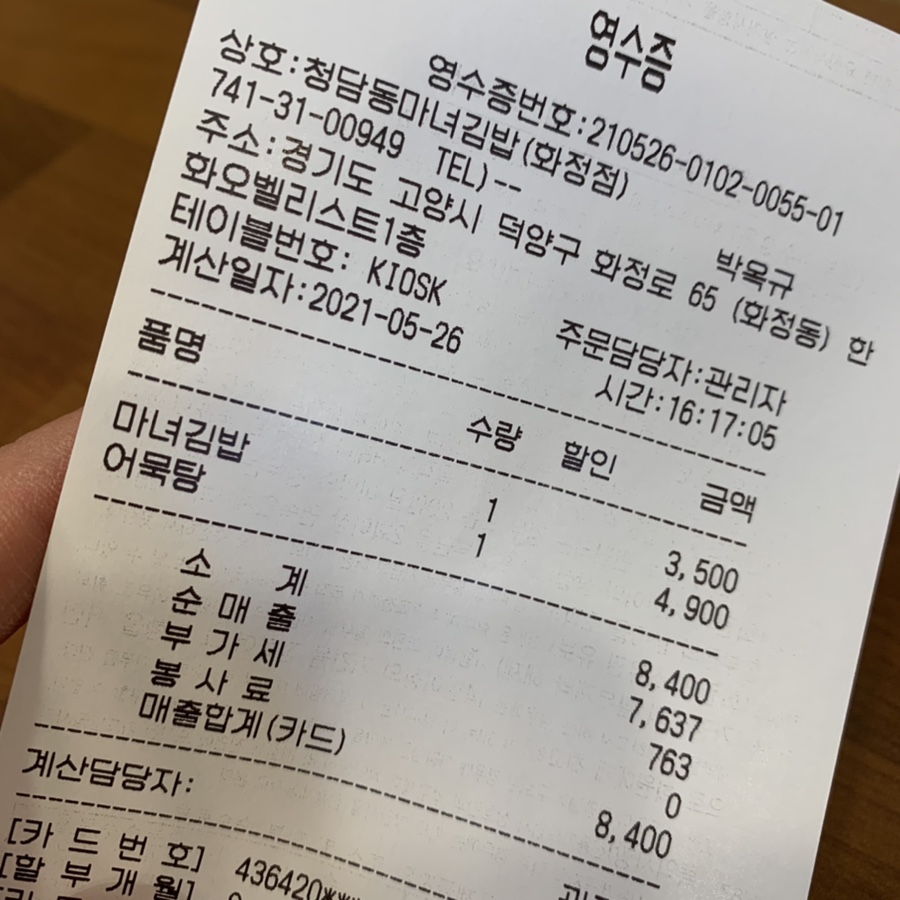 영수증
영수증번호:210526-0102-0055-01
상호:청담동마녀김밥(화정점)
741-31-00949 TEL)-- 박옥규
주소:경기도 고양시 덕양구 화정로 65 (화정동) 한
화오벨리스트1층
테이블번호: KIOSK 주문담당자:관리자
계산일자:2021-05-26 시간:16:17:05
품명 수량 할인 금액
마녀김밥 1 3,500
어묵탕 1 4,900
소 계 8,400
순 매 출 7,637
부 가 세 763
봉 사 료 0
매출합계(카드) 8,400
계산담당자:
[카 드 번 호] 436420**
[할 부 개 월]